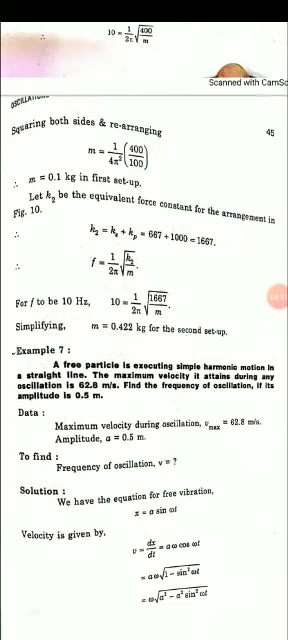 ∴ 10 = 1/2π √400/m
Scanned with CamSc
OSCILLATION
45
Squaring both sides & re-arranging
m = 1/4π² (400/100)
∴ m = 0.1 kg in first set-up.
Let k₂ be the equivalent force constant for the arrangement in
Fig. 10.
∴ k₂ = kₛ + kₚ = 667 + 1000 = 1667.
∴ f = 1/2π √k₂/m.
For f to be 10 Hz, 10 = 1/2π √1667/m.
Simplifying, m = 0.422 kg for the second set-up.
Example 7 :
A free particle is executing simple harmonic motion in
a straight line. The maximum velocity it attains during any
oscillation is 62.8 m/s. Find the frequency of oscillation, if its
amplitude is 0.5 m.
Data :
Maximum velocity during oscillation, vₘₐₓ = 62.8 m/s.
Amplitude, a = 0.5 m.
To find :
Frequency of oscillation, ν = ?
Solution :
We have the equation for free vibration,
x = a sin ωt
Velocity is given by,
υ = dx/dt = a ω cos ωt
= a ω √1 − sin² ωt
= ω √a² − a² sin² ωt